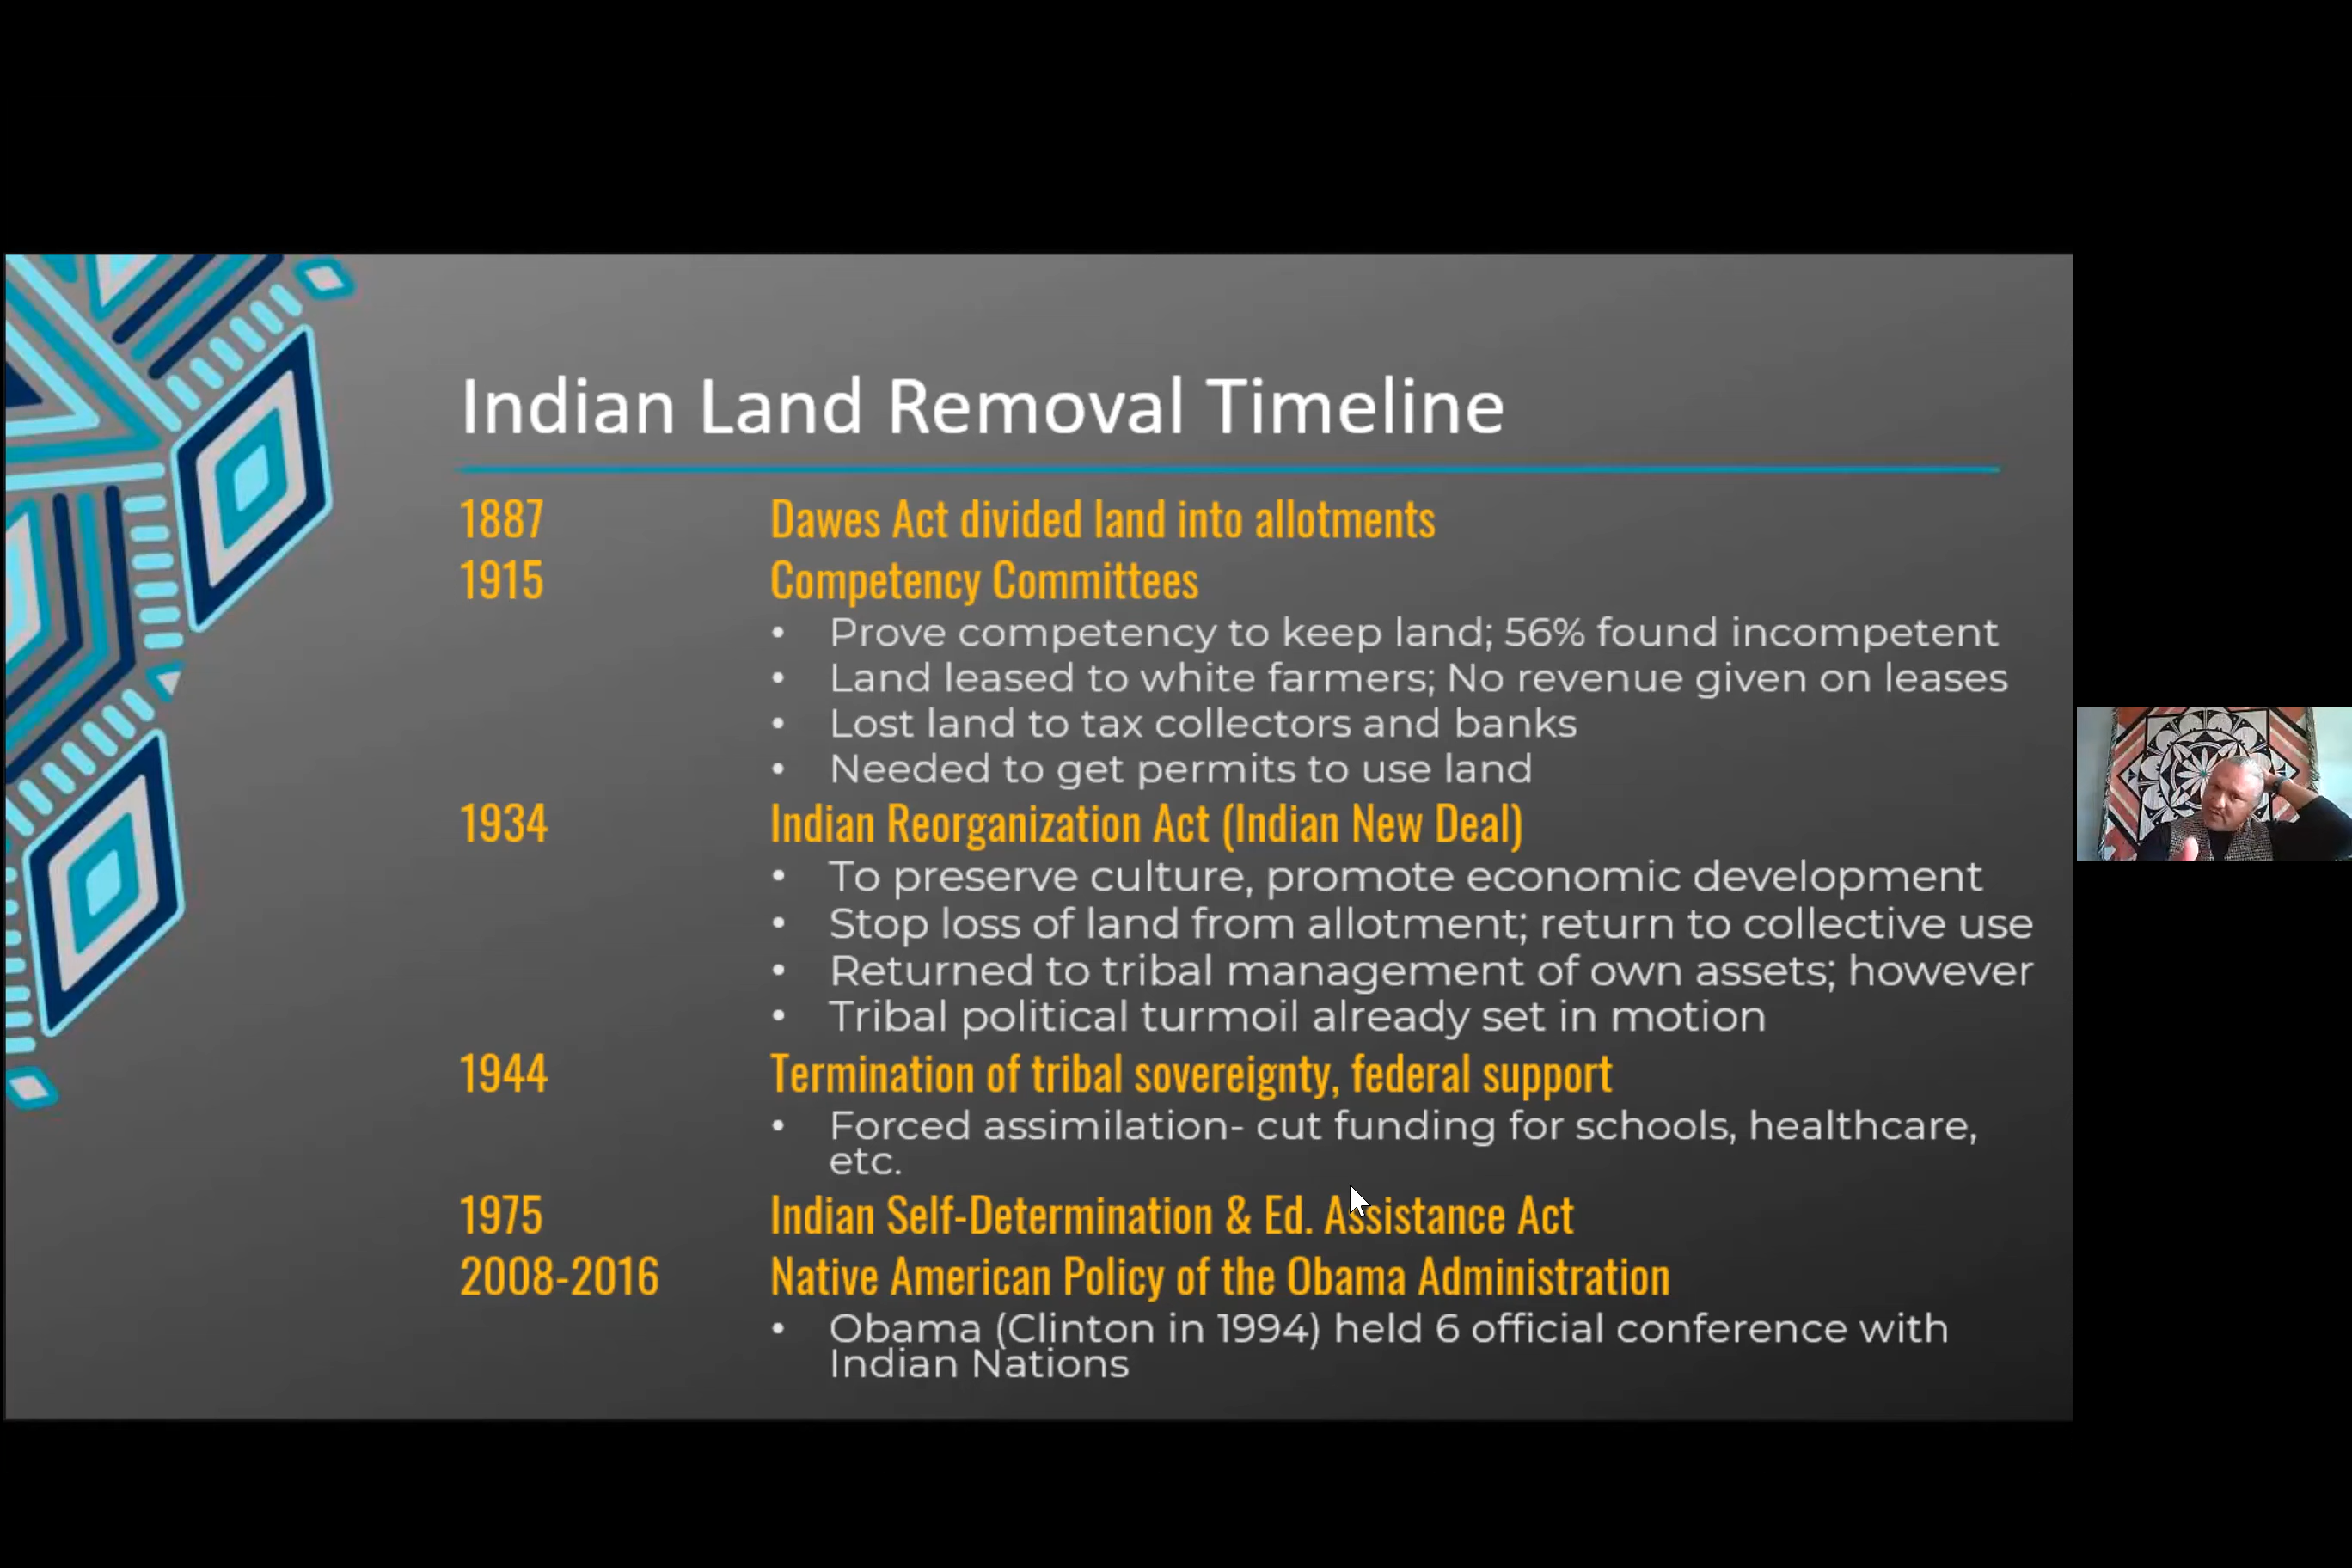 Indian Land Removal Timeline
1887 Dawes Act divided land into allotments
1915 Competency Committees
• Prove competency to keep land; 56% found incompetent
• Land leased to white farmers; No revenue given on leases
• Lost land to tax collectors and banks
• Needed to get permits to use land
1934 Indian Reorganization Act (Indian New Deal)
• To preserve culture, promote economic development
• Stop loss of land from allotment; return to collective use
• Returned to tribal management of own assets; however
• Tribal political turmoil already set in motion
1944 Termination of tribal sovereignty, federal support
• Forced assimilation- cut funding for schools, healthcare,
etc.
1975 Indian Self-Determination & Ed. Assistance Act
2008-2016 Native American Policy of the Obama Administration
• Obama (Clinton in 1994) held 6 official conference with
Indian Nations